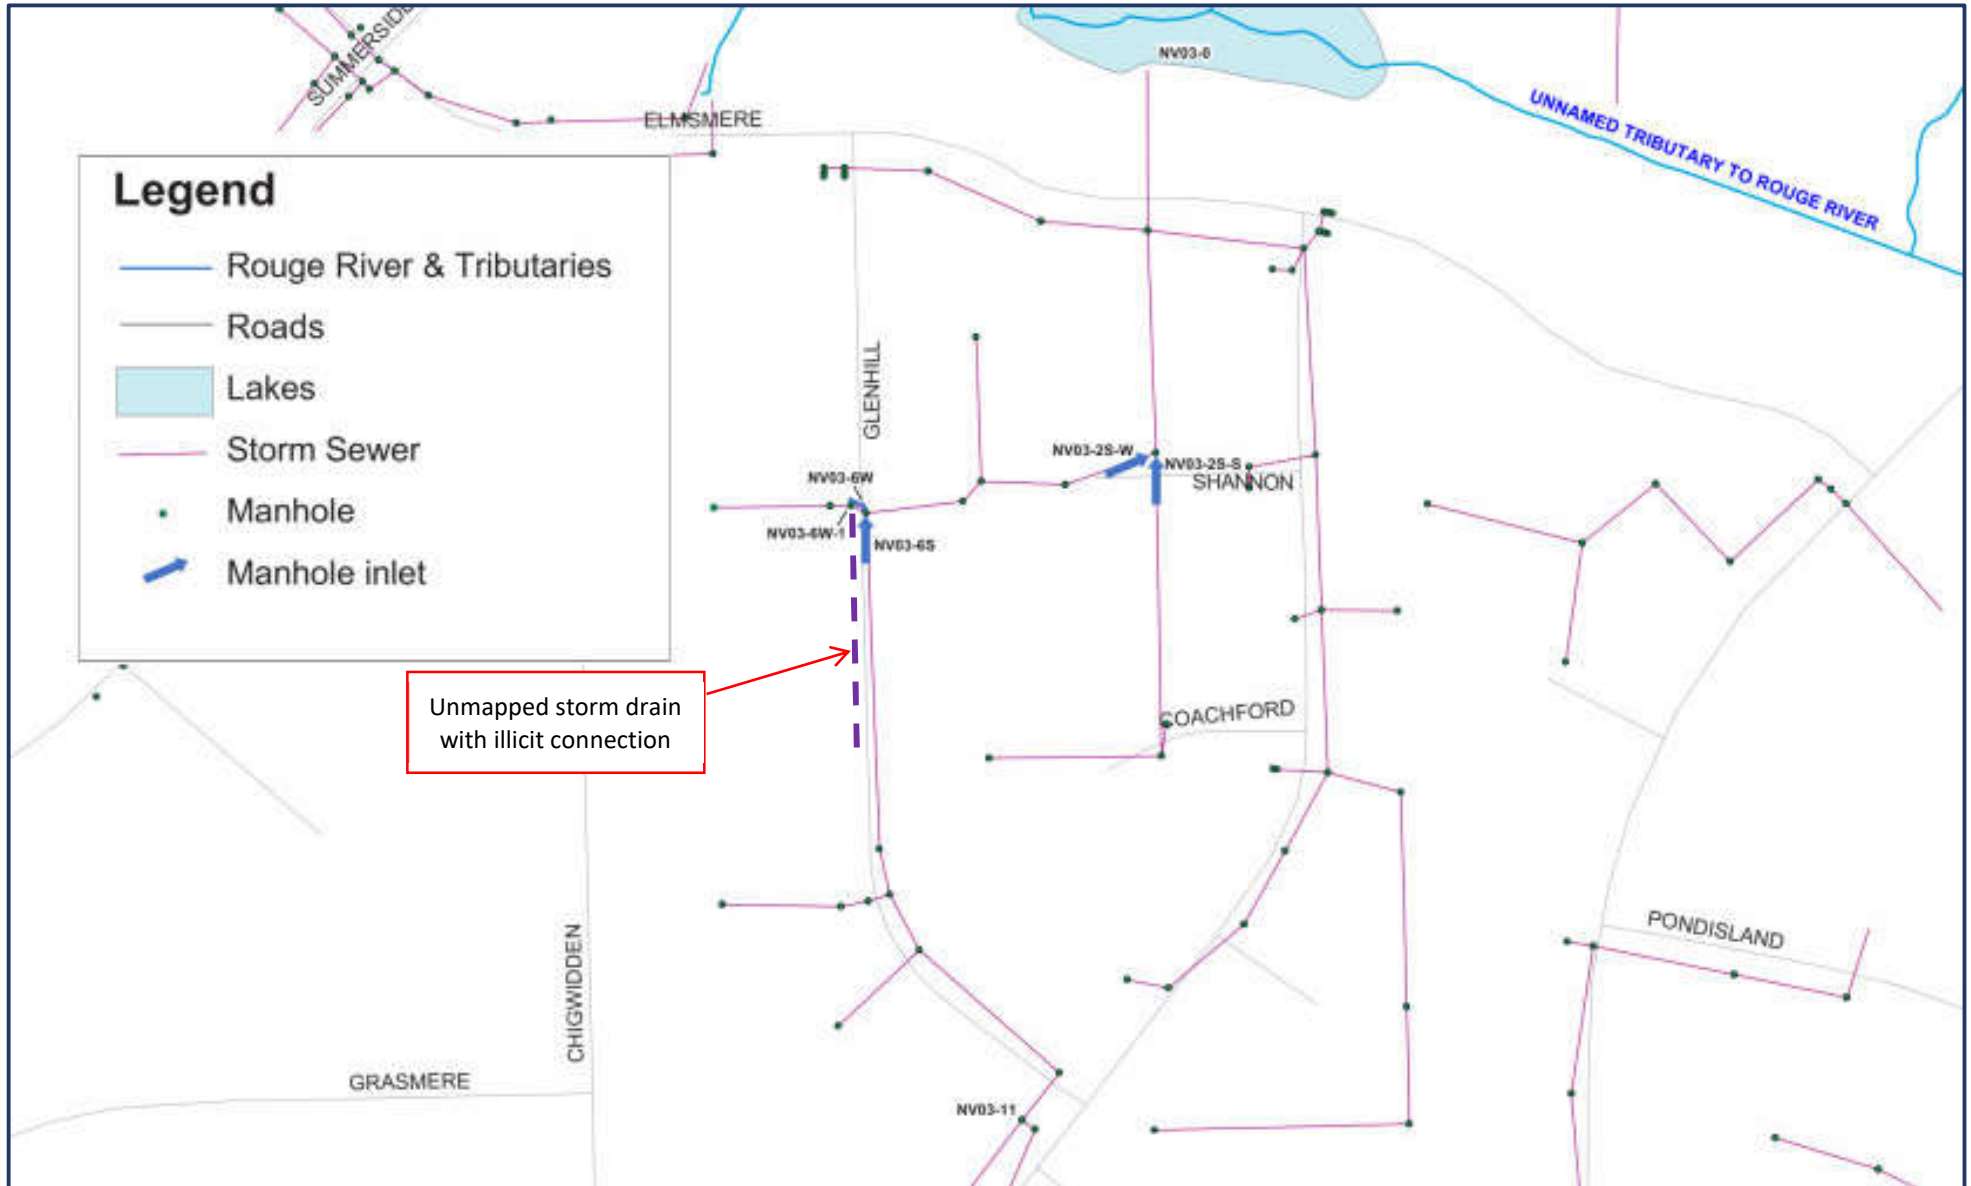 SUMMERSIDE
NV03-0
ELMSMERE
UNNAMED TRIBUTARY TO ROUGE RIVER
Legend
Rouge River & Tributaries
Roads
Lakes
Storm Sewer
Manhole
Manhole inlet
GLENHILL
NV03-2S-W
NV03-2S-S
SHANNON
NV03-6W
NV03-6W-1
NV03-6S
Unmapped storm drain
with illicit connection
COACHFORD
CHIGWIDDEN
PONDISLAND
GRASMERE
NV03-11